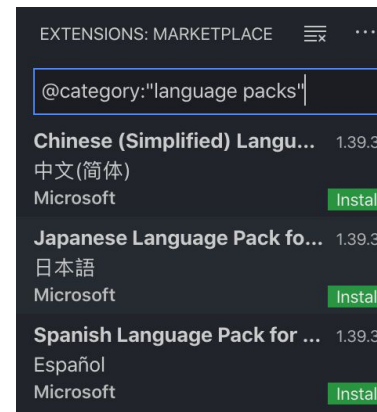 EXTENSIONS: MARKETPLACE
@category:"language packs"
Chinese (Simplified) Langu... 1.39.3
中文(简体)
Microsoft Instal
Japanese Language Pack fo... 1.39.3
日本語
Microsoft Instal
Spanish Language Pack for ... 1.39.3
Español
Microsoft Instal